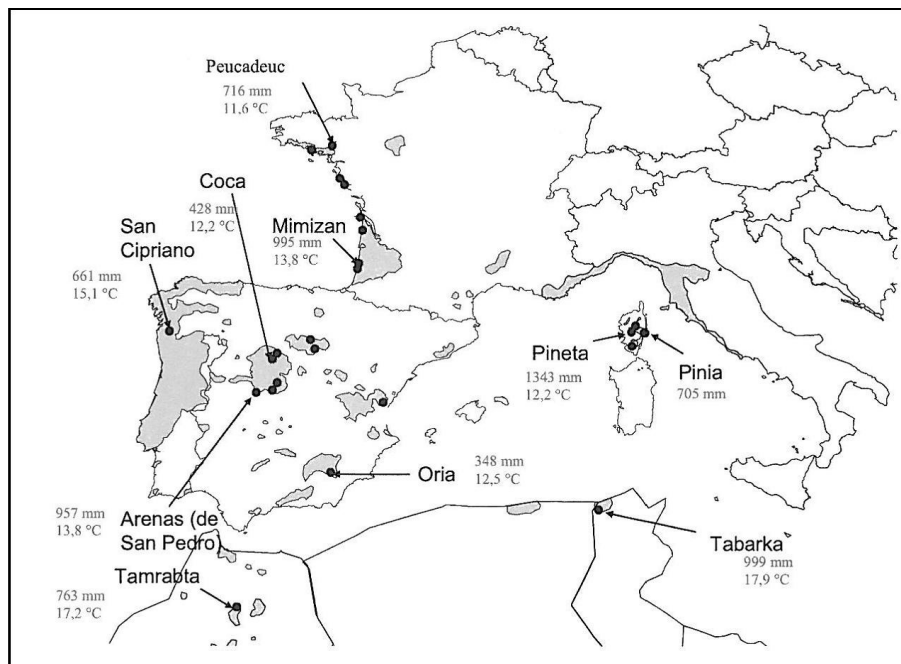 Peucadeuc
716 mm
11,6 °C
Coca
428 mm
12,2 °C
Mimizan
995 mm
13,8 °C
San
Cipriano
661 mm
15,1 °C
Pineta
1343 mm
12,2 °C
Pinia
705 mm
Oria
348 mm
12,5 °C
957 mm
13,8 °C
Arenas (de
San Pedro)
Tabarka
999 mm
17,9 °C
Tamrabta
763 mm
17,2 °C